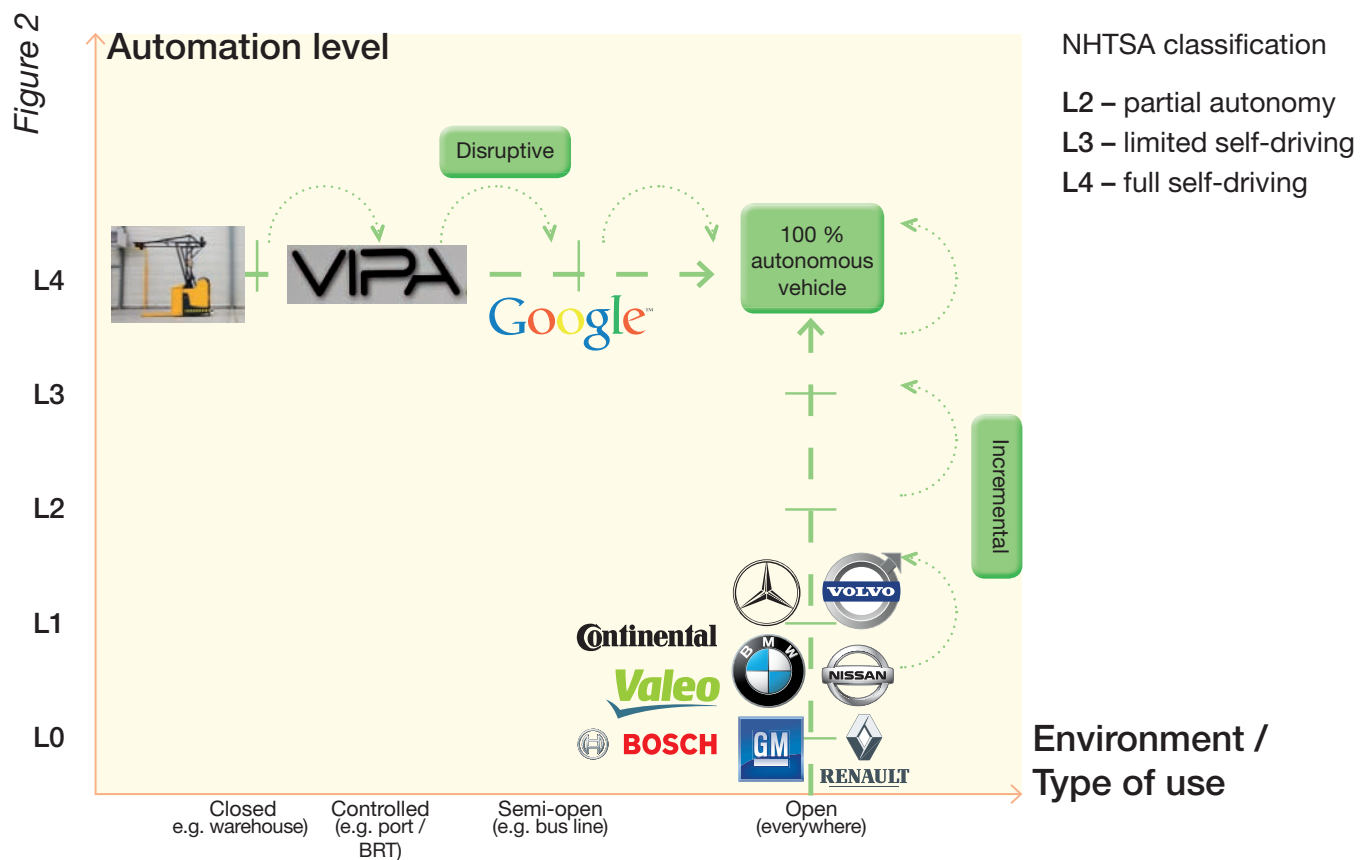 Figure 2
Automation level
NHTSA classification
L2 – partial autonomy
L3 – limited self-driving
L4 – full self-driving
Disruptive
100 %
autonomous
vehicle
L4
VIPA
Google™
L3
Incremental
L2
VOLVO
L1
Continental
BMW
NISSAN
Valeo
L0
BOSCH
GM
RENAULT
Environment /
Type of use
Closed
e.g. warehouse)
Controlled
(e.g. port /
BRT)
Semi-open
(e.g. bus line)
Open
(everywhere)